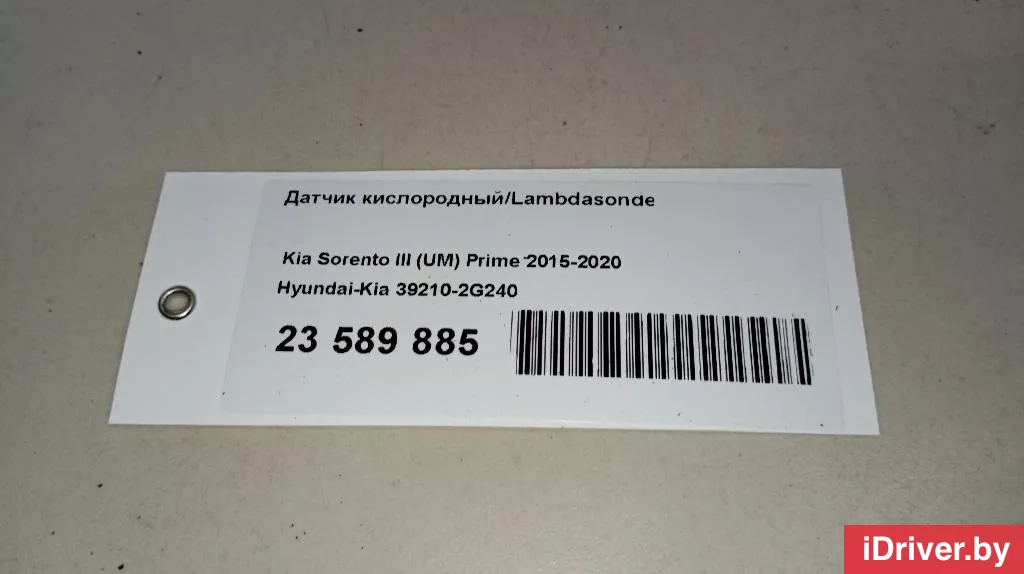 Датчик кислородный/Lambdasonde
Kia Sorento III (UM) Prime 2015-2020
Hyundai-Kia 39210-2G240
23 589 885
iDriver.by